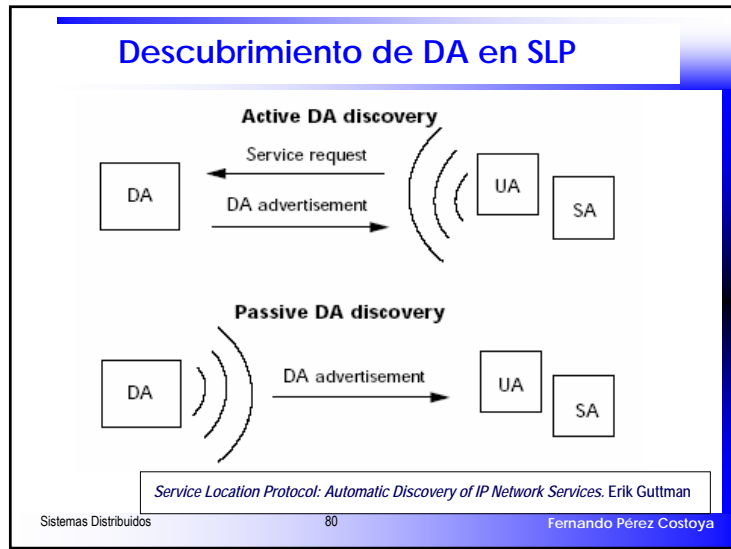 Descubrimiento de DA en SLP
Active DA discovery
Service request
DA
UA
DA advertisement
SA
Passive DA discovery
DA
DA advertisement
UA
SA
Service Location Protocol: Automatic Discovery of IP Network Services. Erik Guttman
Sistemas Distribuidos 80 Fernando Pérez Costoya